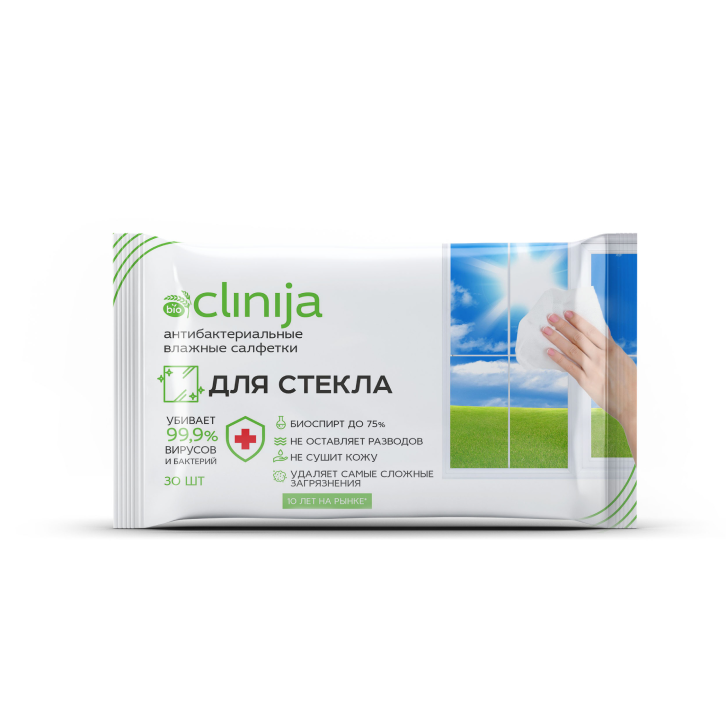 bio
clinija
антибактериальные
влажные салфетки
ДЛЯ СТЕКЛА
УБИВАЕТ
99,9%
ВИРУСОВ
И БАКТЕРИЙ
30 ШТ
БИОСПИРТ ДО 75%
НЕ ОСТАВЛЯЕТ РАЗВОДОВ
НЕ СУШИТ КОЖУ
УДАЛЯЕТ САМЫЕ СЛОЖНЫЕ
ЗАГРЯЗНЕНИЯ
10 ЛЕТ НА РЫНКЕ*